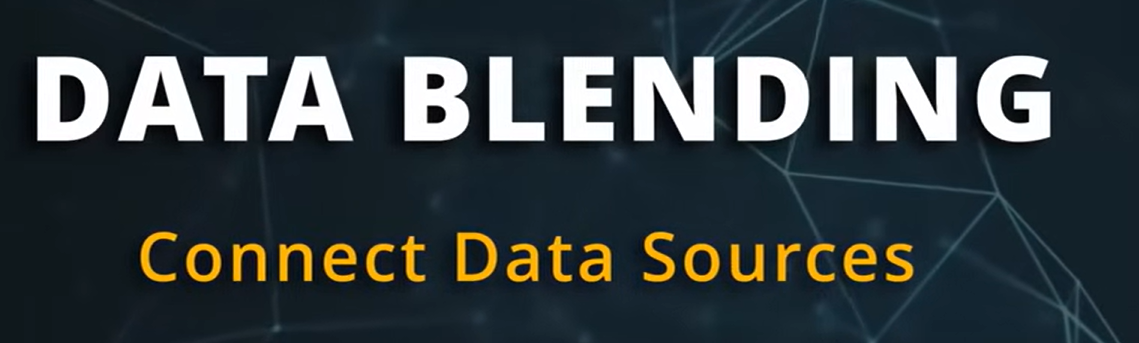 DATA BLENDING
Connect Data Sources